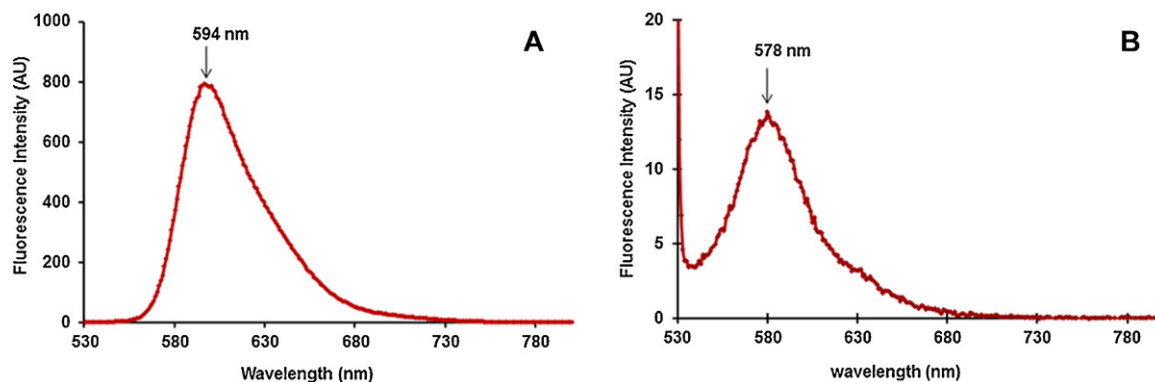 A
594 nm
Fluorescence Intensity (AU)
1000
800
600
400
200
0
530 580 630 680 730 780
Wavelength (nm)
B
578 nm
Fluorescence Intensity (AU)
20
15
10
5
0
530 580 630 680 730 780
wavelength (nm)